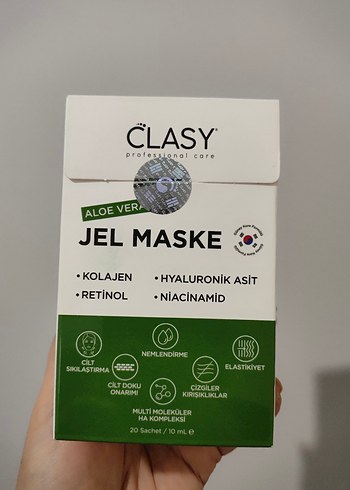 CLASY
professional care
ALOE VERA
JEL MASKE
• KOLAJEN
• HYALURONİK ASİT
• RETİNOL
• NİACİNAMİD
NEMLENDİRME
CİLT
SIKILAŞTIRMA
ELASTİKİYET
CİLT DOKU
ONARIMI
ÇİZGİLER
KIRIŞIKLIKLAR
MULTİ MOLEKÜLER
HA KOMPLEKSİ
20 Sachet / 10 mL ℮